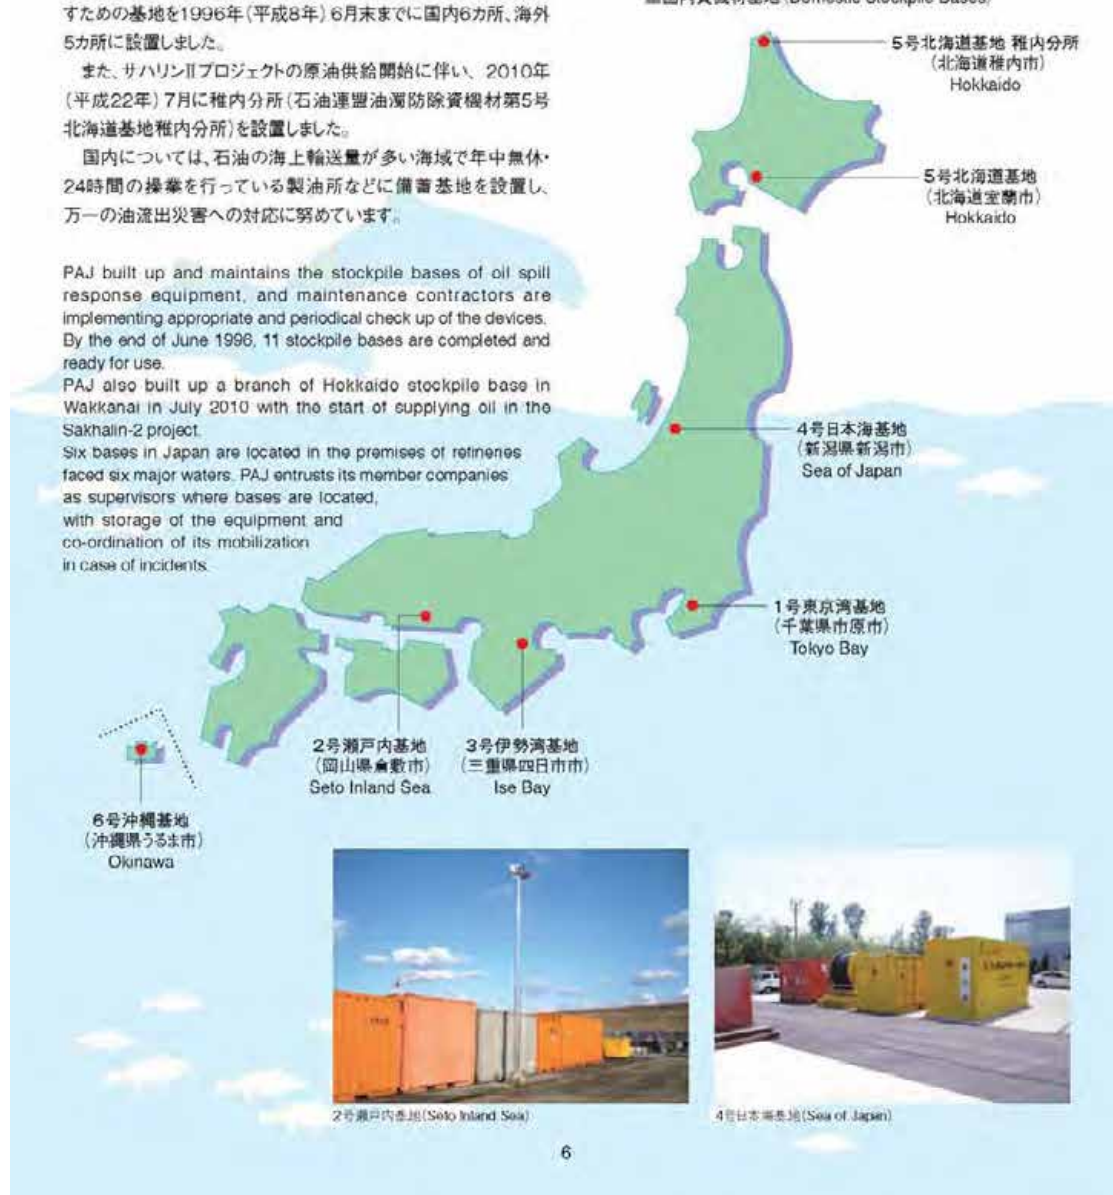 すための基地を1996年(平成8年)6月末までに国内6カ所、海外
5カ所に設置しました。
また、サハリンⅡプロジェクトの原油供給開始に伴い、2010年
(平成22年)7月に稚内分所(石油連盟油濁防除資機材第5号
北海道基地稚内分所)を設置しました。
国内については、石油の海上輸送量が多い海域で年中無休・
24時間の操業を行っている製油所などに備蓄基地を設置し、
万一の油流出災害への対応に努めています。
PAJ built up and maintains the stockpile bases of oil spill
response equipment, and maintenance contractors are
implementing appropriate and periodical check up of the devices.
By the end of June 1996, 11 stockpile bases are completed and
ready for use.
PAJ also built up a branch of Hokkaido stockpile base in
Wakkanai in July 2010 with the start of supplying oil in the
Sakhalin-2 project.
Six bases in Japan are located in the premises of refineries
faced six major waters. PAJ entrusts its member companies
as supervisors where bases are located,
with storage of the equipment and
co-ordination of its mobilization
in case of incidents.
5号北海道基地 稚内分所
(北海道稚内市)
Hokkaido
5号北海道基地
(北海道室蘭市)
Hokkaido
4号日本海基地
(新潟県新潟市)
Sea of Japan
1号東京湾基地
(千葉県市原市)
Tokyo Bay
2号瀬戸内基地
(岡山県倉敷市)
Seto Inland Sea
3号伊勢湾基地
(三重県四日市市)
Ise Bay
6号沖縄基地
(沖縄県うるま市)
Okinawa
2号瀬戸内基地(Seto Inland Sea)
4号日本海基地(Sea of Japan)
6